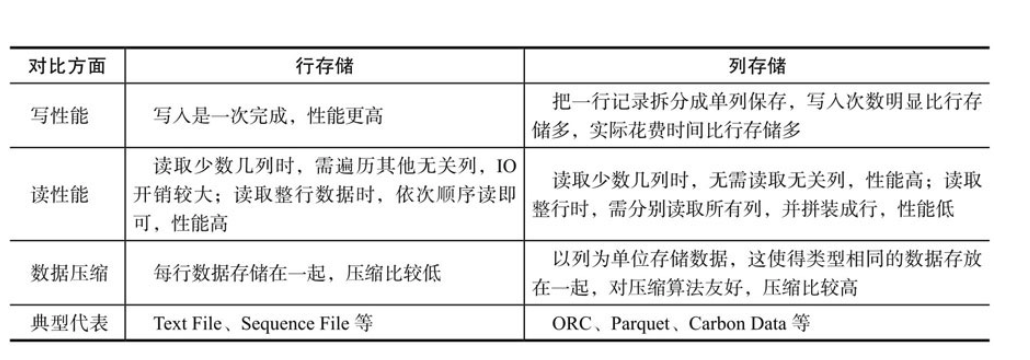 对比方面 行存储 列存储
写性能 写入是一次完成，性能更高 把一行记录拆分成单列保存，写入次数明显比行存
储多，实际花费时间比行存储多
读性能 读取少数几列时，需遍历其他无关列，IO
开销较大；读取整行数据时，依次顺序读即
可，性能高
读取少数几列时，无需读取无关列，性能高；读取
整行时，需分别读取所有列，并拼装成行，性能低
数据压缩 每行数据存储在一起，压缩比较低 以列为单位存储数据，这使得类型相同的数据存放
在一起，对压缩算法友好，压缩比较高
典型代表 Text File、Sequence File 等 ORC、Parquet、Carbon Data 等